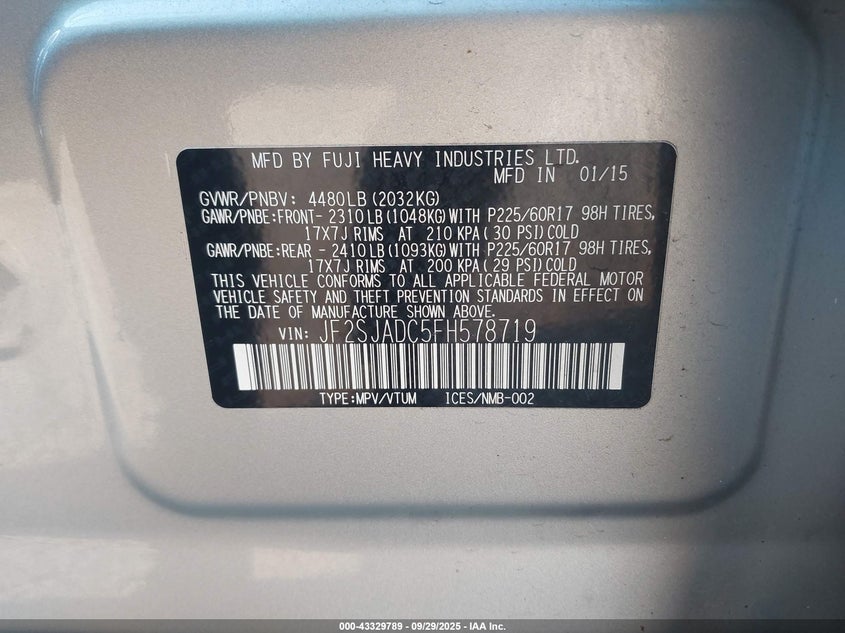 MFD BY FUJI HEAVY INDUSTRIES LTD.
MFD IN 01/15
GVWR/PNBV: 4480LB(2032KG)
GAWR/PNBE:FRONT- 2310LB(1048KG)WITH P225/60R17 98H TIRES,
17X7J RIMS AT 210 KPA( 30 PSI)COLD
GAWR/PNBE:REAR - 2410LB(1093KG)WITH P225/60R17 98H TIRES,
17X7J RIMS AT 200 KPA( 29 PSI)COLD
THIS VEHICLE CONFORMS TO ALL APPLICABLE FEDERAL MOTOR
VEHICLE SAFETY AND THEFT PREVENTION STANDARDS IN EFFECT ON
THE DATE OF MANUFACTURE SHOWN ABOVE.
VIN: JF2SJADC5FH578719
TYPE:MPV/VTUM ICES/NMB-002
000-43329789 - 09/29/2025 - IAA Inc.